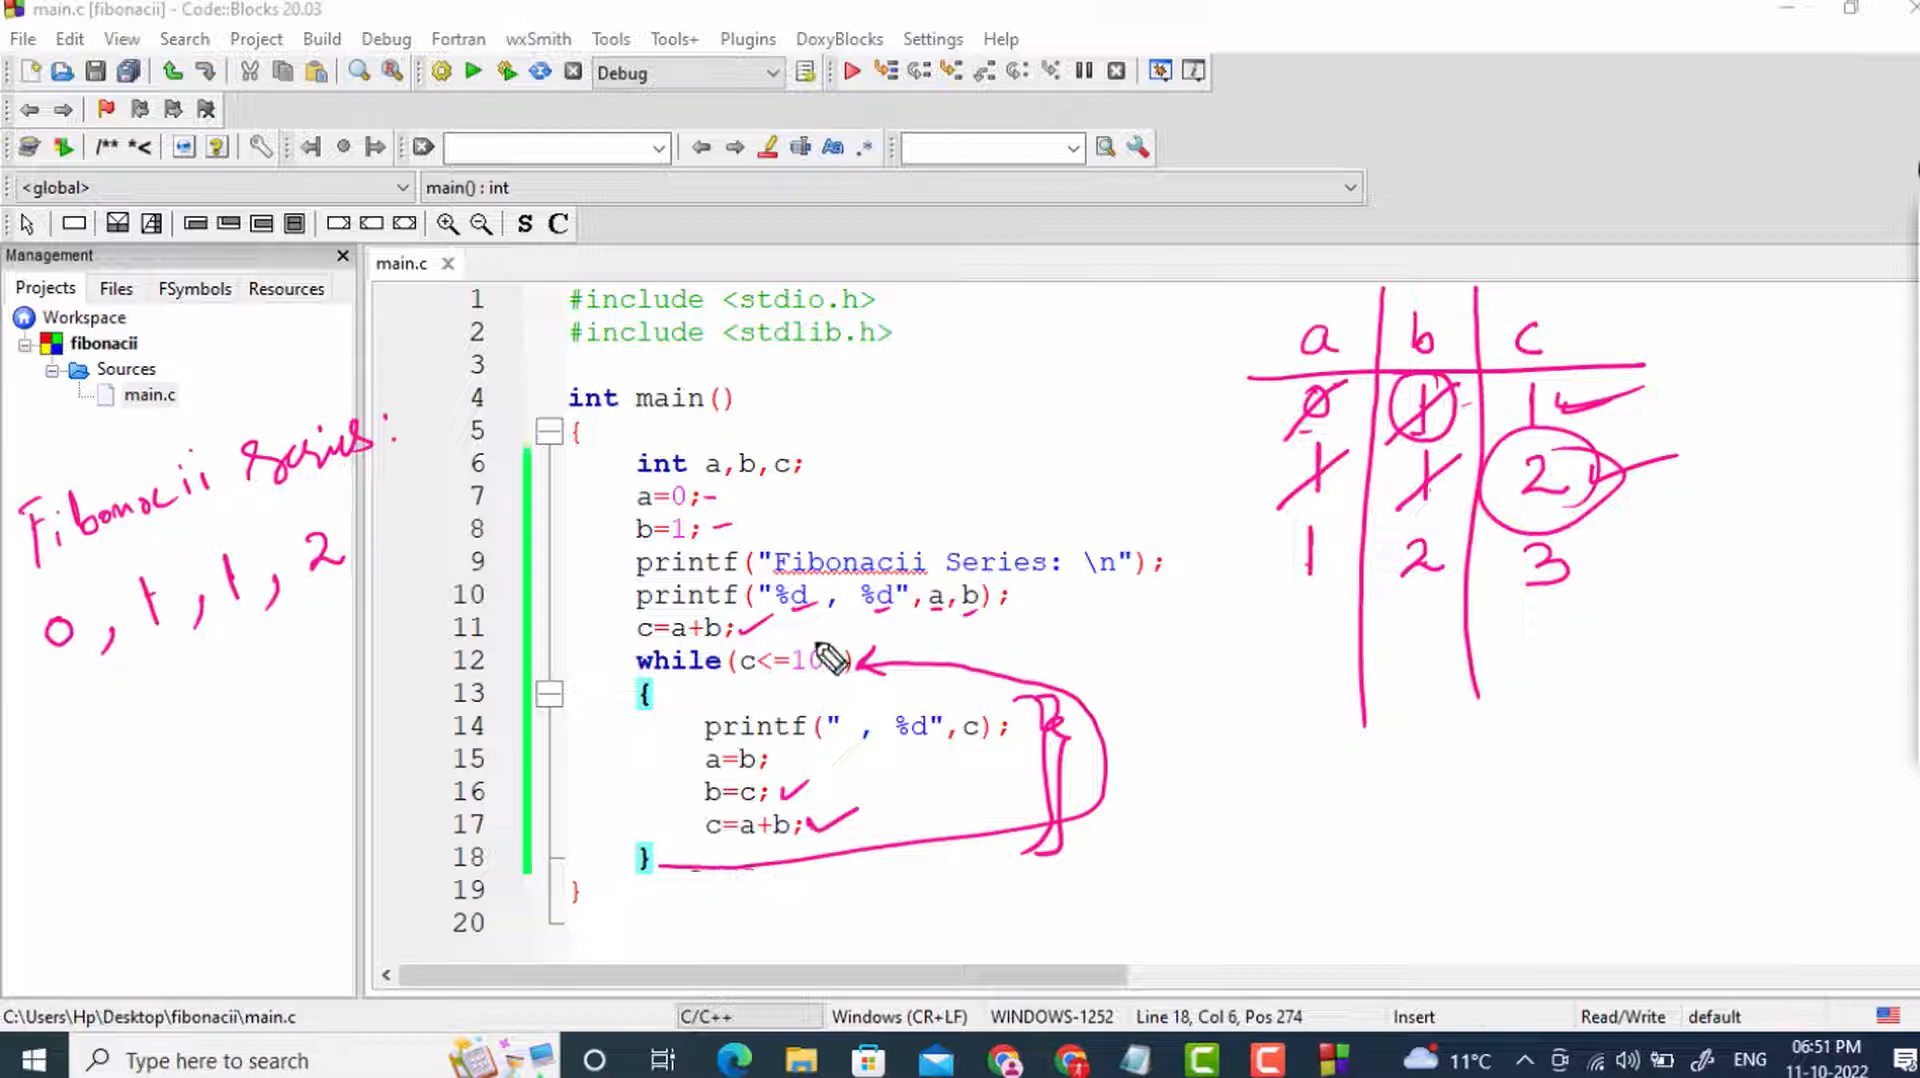 main.c [fibonacii] - Code::Blocks 20.03
File Edit View Search Project Build Debug Fortran wxSmith Tools Tools+ Plugins DoxyBlocks Settings Help
Debug
/** *<
Aa .*
<global> main() : int
S C
Management
main.c
Projects Files FSymbols Resources
Workspace
fibonacii
Sources
main.c
1 #include <stdio.h>
2 #include <stdlib.h>
3
4 int main()
5 {
6 int a,b,c;
7 a=0;
8 b=1;
9 printf("Fibonacii Series: \n");
10 printf("%d , %d",a,b);
11 c=a+b;
12 while(c<=10
13 {
14 printf(" , %d",c);
15 a=b;
16 b=c;
17 c=a+b;
18 }
19 }
20
Fibonacii series:
0, 1, 1, 2
a b c
0 1 1
1 1 2
1 2 3
C:\Users\Hp\Desktop\fibonacii\main.c C/C++ Windows (CR+LF) WINDOWS-1252 Line 18, Col 6, Pos 274 Insert Read/Write default
Type here to search 11°C ENG 06:51 PM
11-10-2022